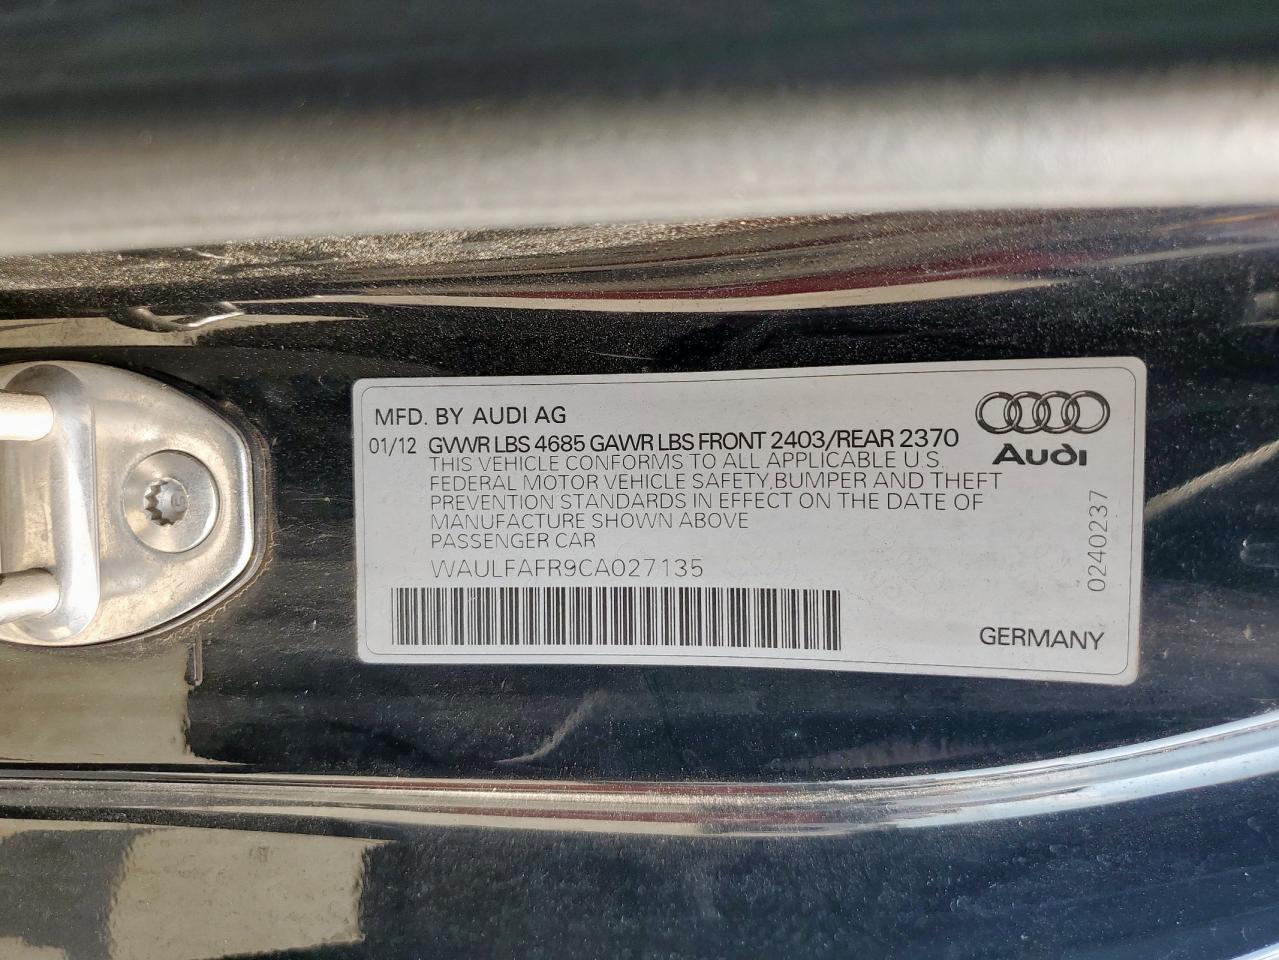 MFD. BY AUDI AG
01/12 GVWR LBS 4685 GAWR LBS FRONT 2403/REAR 2370
THIS VEHICLE CONFORMS TO ALL APPLICABLE U.S.
FEDERAL MOTOR VEHICLE SAFETY,BUMPER AND THEFT
PREVENTION STANDARDS IN EFFECT ON THE DATE OF
MANUFACTURE SHOWN ABOVE
PASSENGER CAR
WAULFAFR9CA027135
Audi
0240237
GERMANY